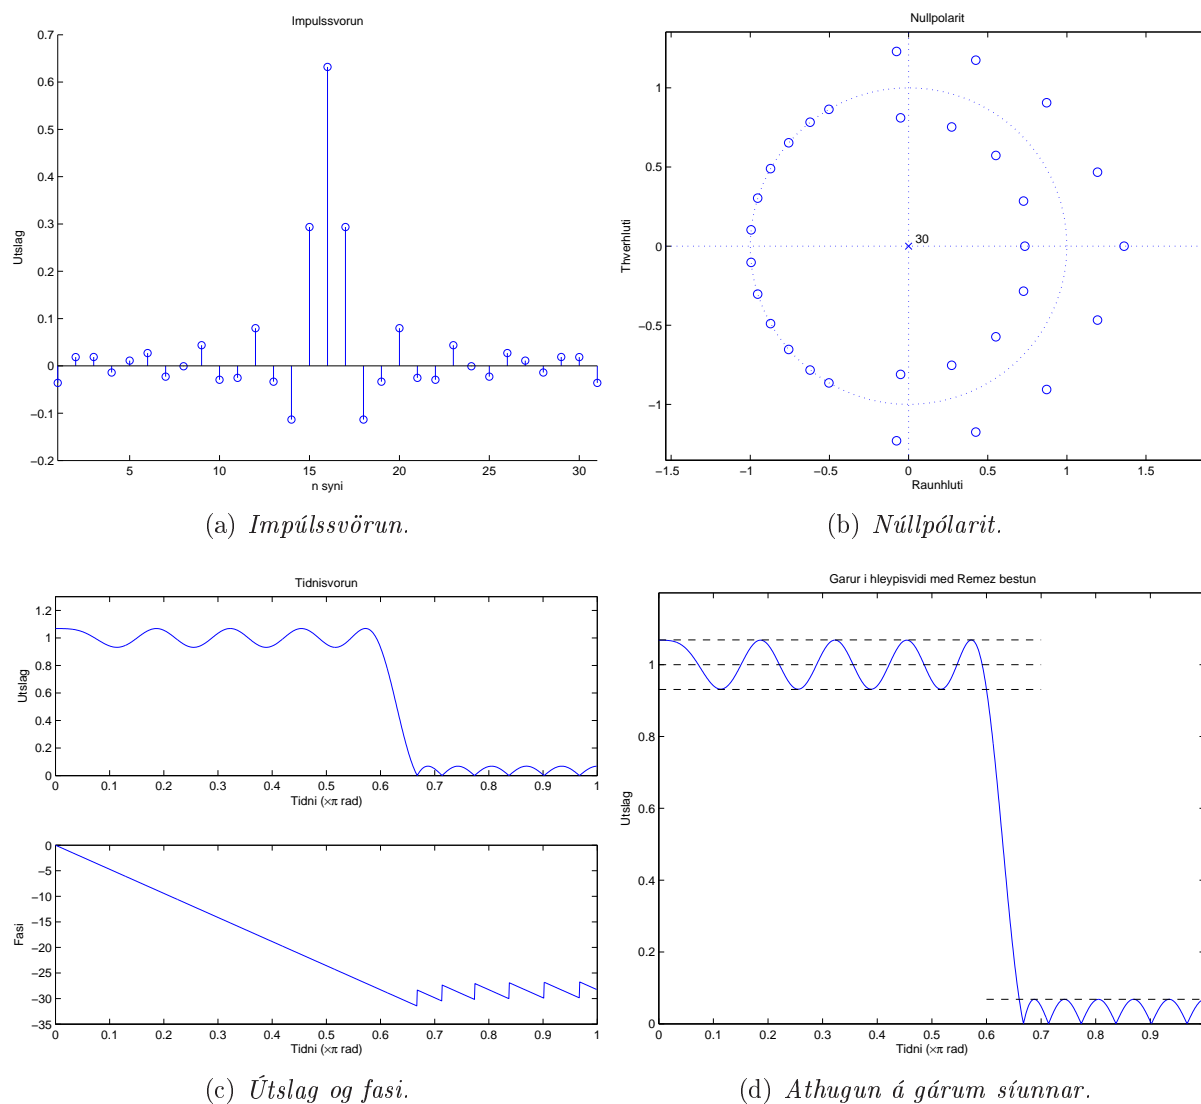 Impulssvorun
0.7
0.6
0.5
0.4
0.3
0.2
0.1
0
−0.1
−0.2
Utslag
5 10 15 20 25 30
n syni
(a) Impúlssvörun.
Nullpolarit
1
0.5
0
−0.5
−1
Thverhluti
30
−1.5 −1 −0.5 0 0.5 1 1.5
Raunhluti
(b) Núllpólarit.
Tidnisvorun
1.2
1
0.8
0.6
0.4
0.2
0
Utslag
0 0.1 0.2 0.3 0.4 0.5 0.6 0.7 0.8 0.9 1
Tidni (×π rad)
0
−5
−10
−15
−20
−25
−30
−35
Fasi
0 0.1 0.2 0.3 0.4 0.5 0.6 0.7 0.8 0.9 1
Tidni (×π rad)
(c) Útslag og fasi.
Garur i hleypisvidi med Remez bestun
1
0.8
0.6
0.4
0.2
0
Utslag
0 0.1 0.2 0.3 0.4 0.5 0.6 0.7 0.8 0.9
Tidni (×π rad)
(d) Athugun á gárum síunnar.